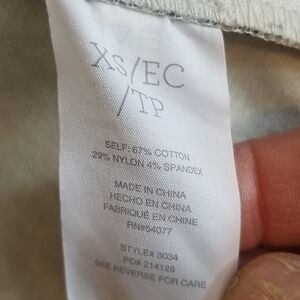 XS/EC
/TP
SELF: 67% COTTON
29% NYLON 4% SPANDEX
MADE IN CHINA
HECHO EN CHINA
FABRIQUÉ EN CHINE
RN#54077
STYLE# 3034
PO# 214128
SEE REVERSE FOR CARE